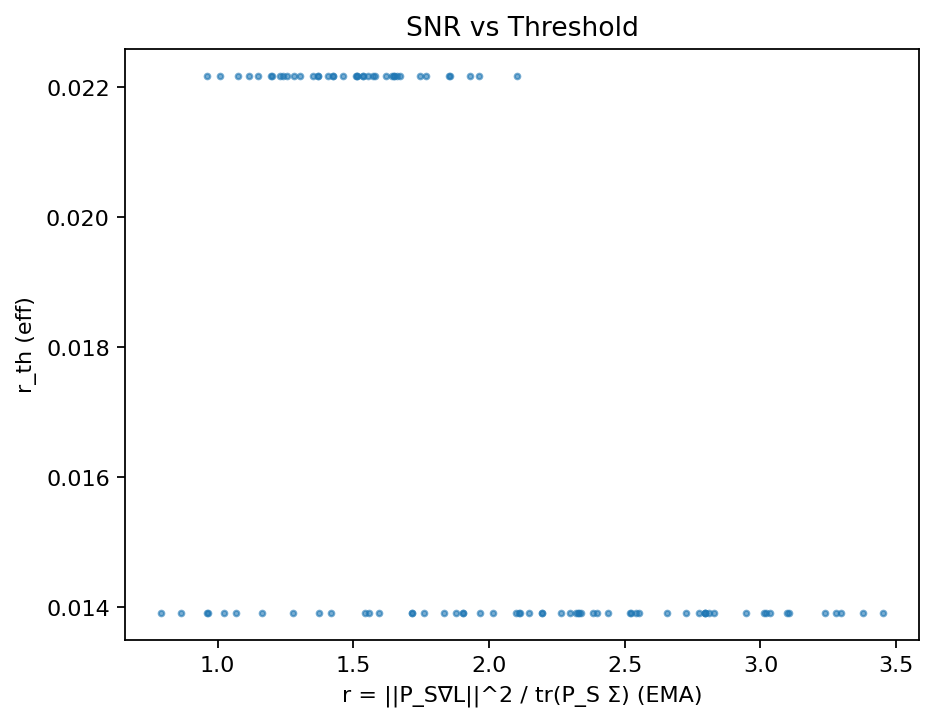 SNR vs Threshold
0.022
0.020
0.018
0.016
0.014
r_th (eff)
1.0 1.5 2.0 2.5 3.0 3.5
r = ||P_S∇L||^2 / tr(P_S Σ) (EMA)